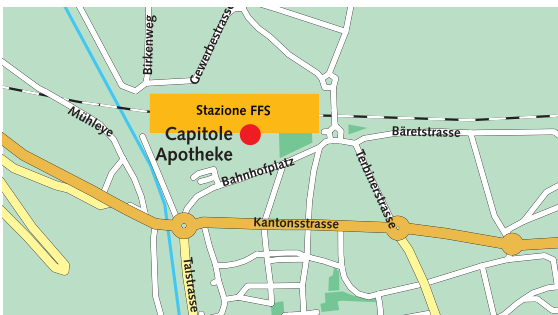 Birkenweg
Gewerbestrasse
Stazione FFS
Mühleye
Capitole
Apotheke
Bäretstrasse
Bahnhofplatz
Terbinerstrasse
Kantonsstrasse
Talstrasse